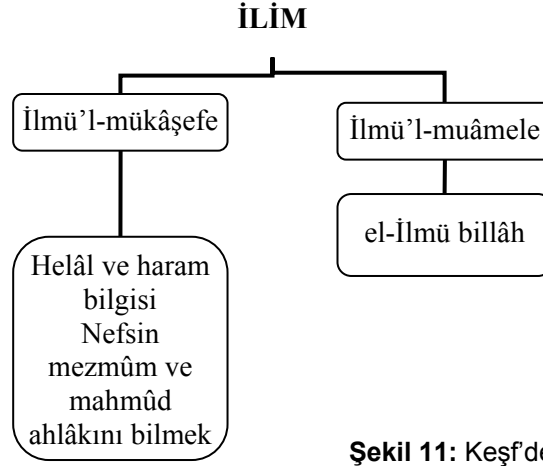 İLİM
İlmü’l-mükâşefe
İlmü’l-muâmele
Helâl ve haram
bilgisi
Nefsin
mezmûm ve
mahmûd
ahlâkını bilmek
el-İlmü billâh
Şekil 11: Keşf’de